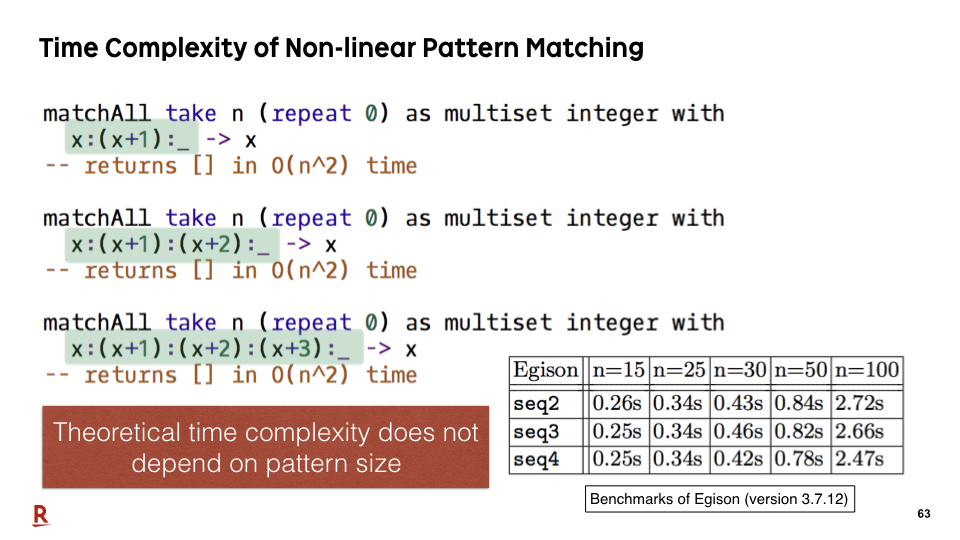 Time Complexity of Non-linear Pattern Matching
matchAll take n (repeat 0) as multiset integer with
x:(x+1):_ -> x
-- returns [] in O(n^2) time
matchAll take n (repeat 0) as multiset integer with
x:(x+1):(x+2):_ -> x
-- returns [] in O(n^2) time
matchAll take n (repeat 0) as multiset integer with
x:(x+1):(x+2):(x+3):_ -> x
-- returns [] in O(n^2) time
Theoretical time complexity does not
depend on pattern size
Egison n=15 n=25 n=30 n=50 n=100
seq2 0.26s 0.34s 0.43s 0.84s 2.72s
seq3 0.25s 0.34s 0.46s 0.82s 2.66s
seq4 0.25s 0.34s 0.42s 0.78s 2.47s
Benchmarks of Egison (version 3.7.12)
R
63